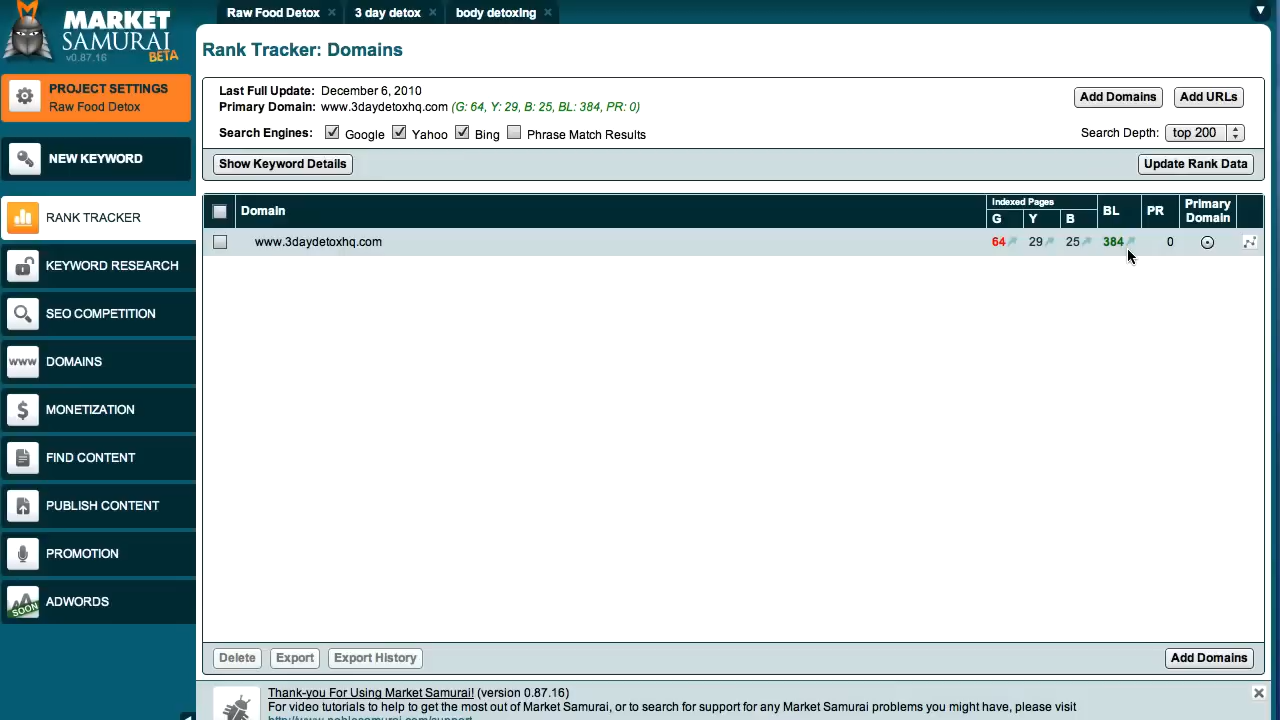 Raw Food Detox
3 day detox
body detoxing
MARKET
SAMURAI
v0.87.16
BETA
Rank Tracker: Domains
PROJECT SETTINGS
Raw Food Detox
Last Full Update: December 6, 2010
Primary Domain: www.3daydetoxhq.com (G: 64, Y: 29, B: 25, BL: 384, PR: 0)
Add Domains
Add URLs
Search Engines: Google Yahoo Bing Phrase Match Results
Search Depth: top 200
Show Keyword Details
Update Rank Data
NEW KEYWORD
RANK TRACKER
KEYWORD RESEARCH
SEO COMPETITION
www DOMAINS
$ MONETIZATION
FIND CONTENT
PUBLISH CONTENT
PROMOTION
SOON ADWORDS
Domain
Indexed Pages
G Y B
BL
PR
Primary
Domain
www.3daydetoxhq.com 64 29 25 384 0
Delete
Export
Export History
Add Domains
Thank-you For Using Market Samurai! (version 0.87.16)
For video tutorials to help to get the most out of Market Samurai, or to search for support for any Market Samurai problems you might have, please visit